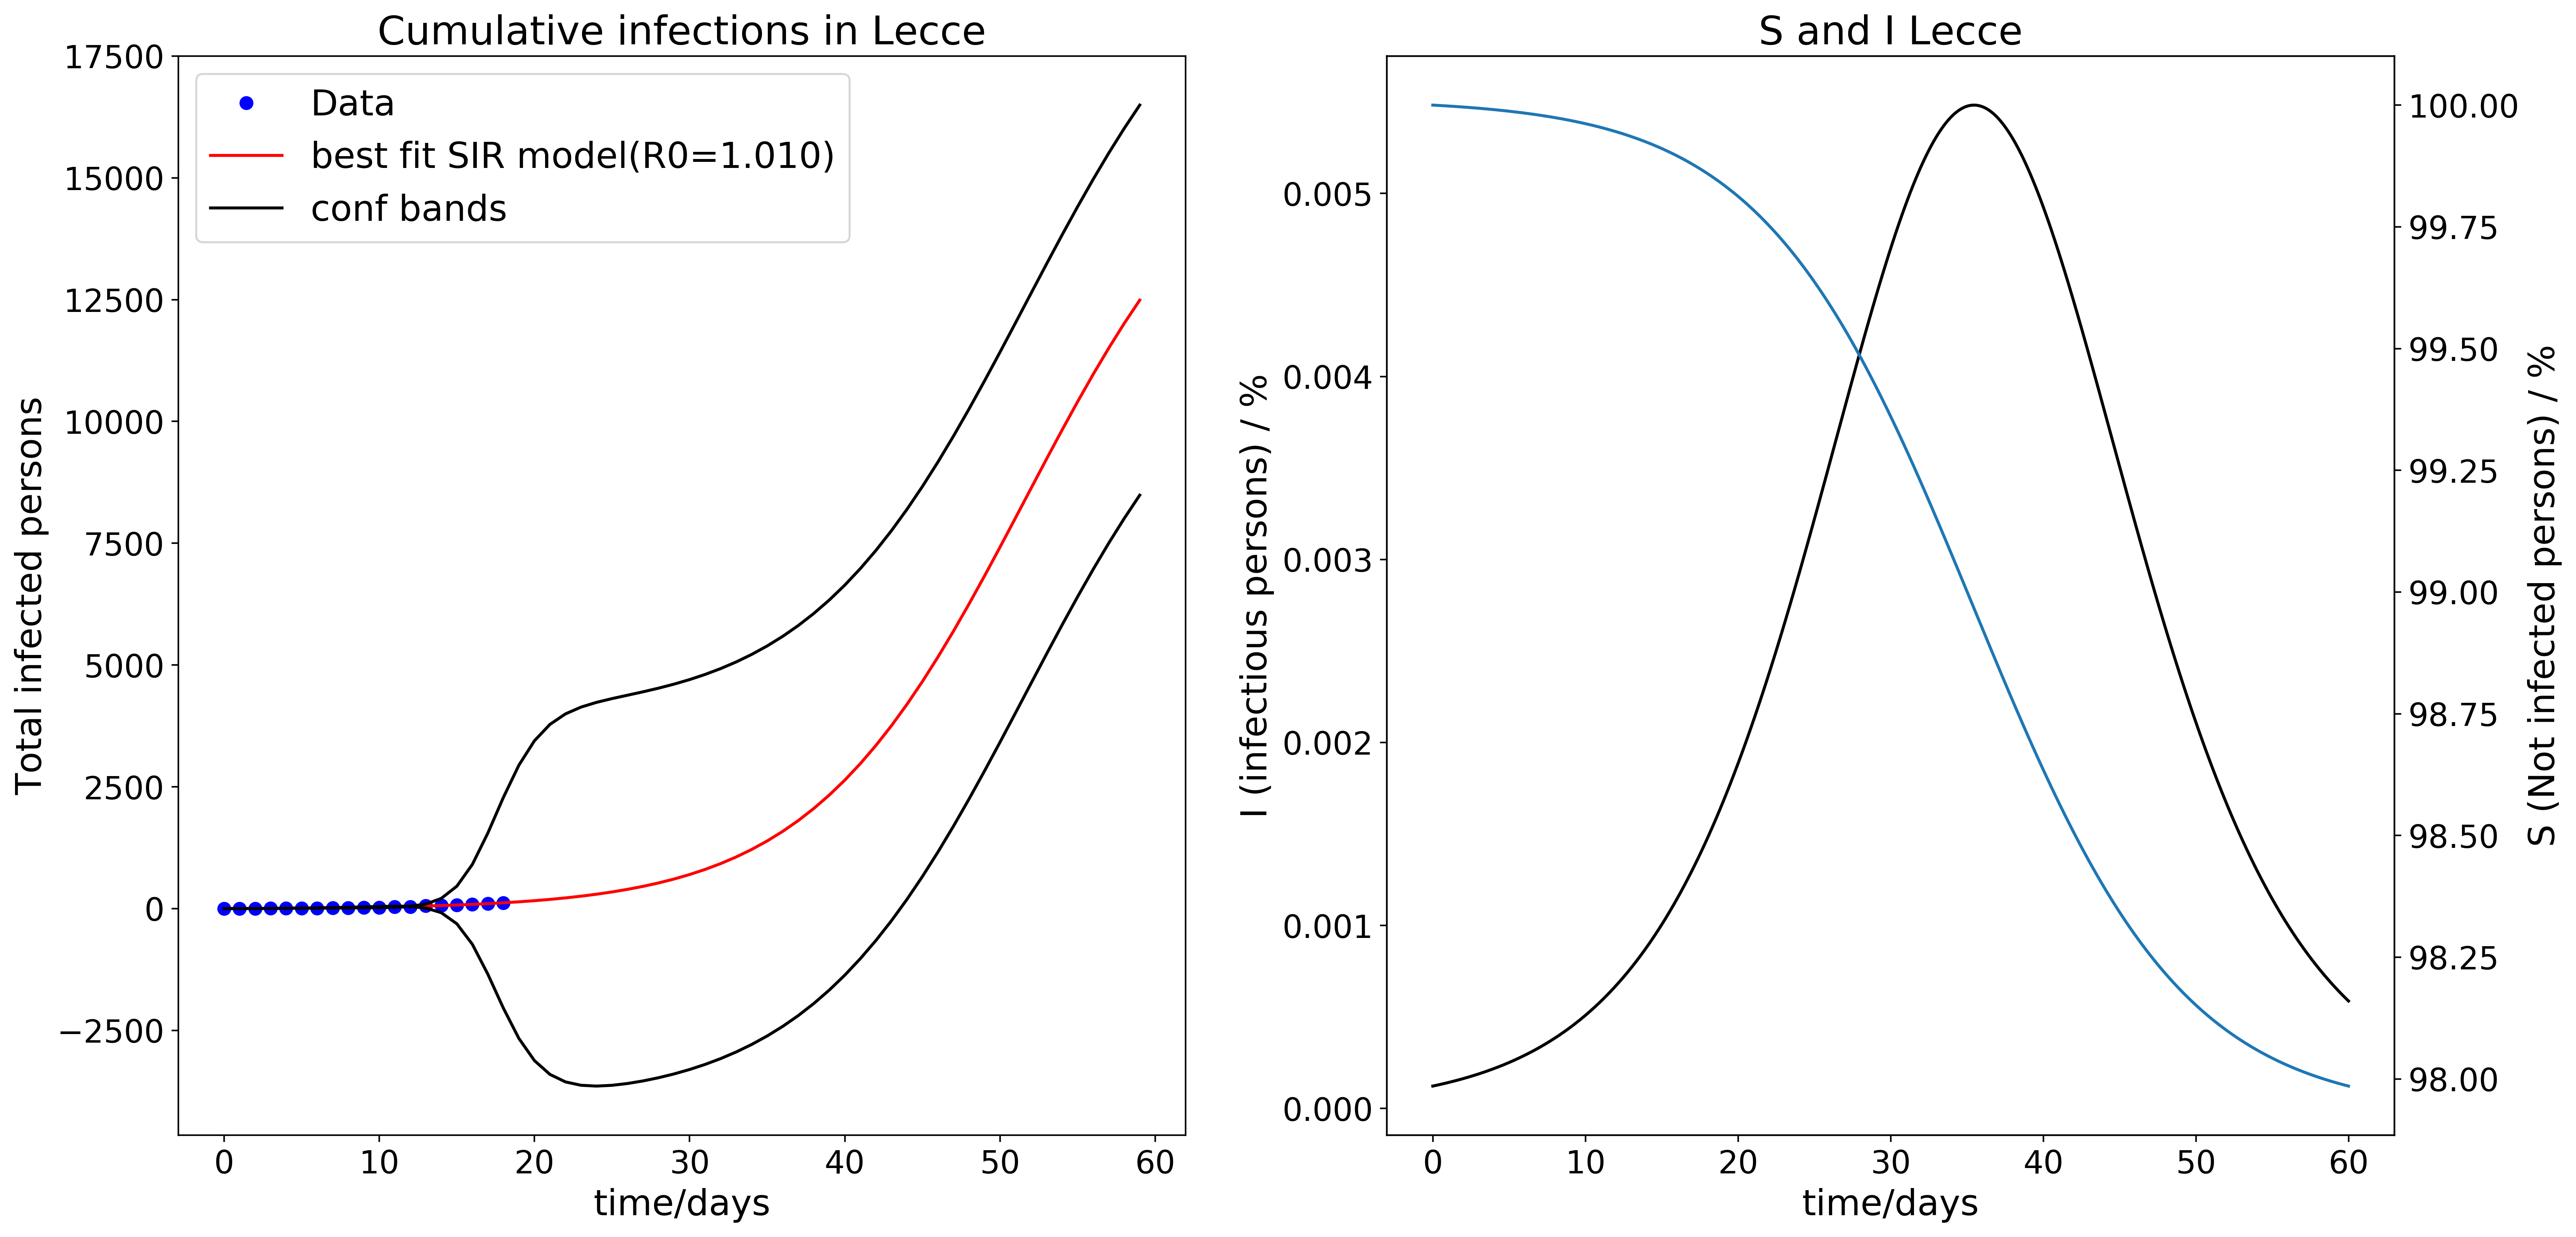 Cumulative infections in Lecce
17500
15000
12500
10000
7500
5000
2500
0
−2500
Total infected persons
Data
best fit SIR model(R0=1.010)
conf bands
0 10 20 30 40 50 60
time/days
S and I Lecce
0.005
0.004
0.003
0.002
0.001
0.000
I (infectious persons) / %
100.00
99.75
99.50
99.25
99.00
98.75
98.50
98.25
98.00
S (Not infected persons) / %
0 10 20 30 40 50 60
time/days